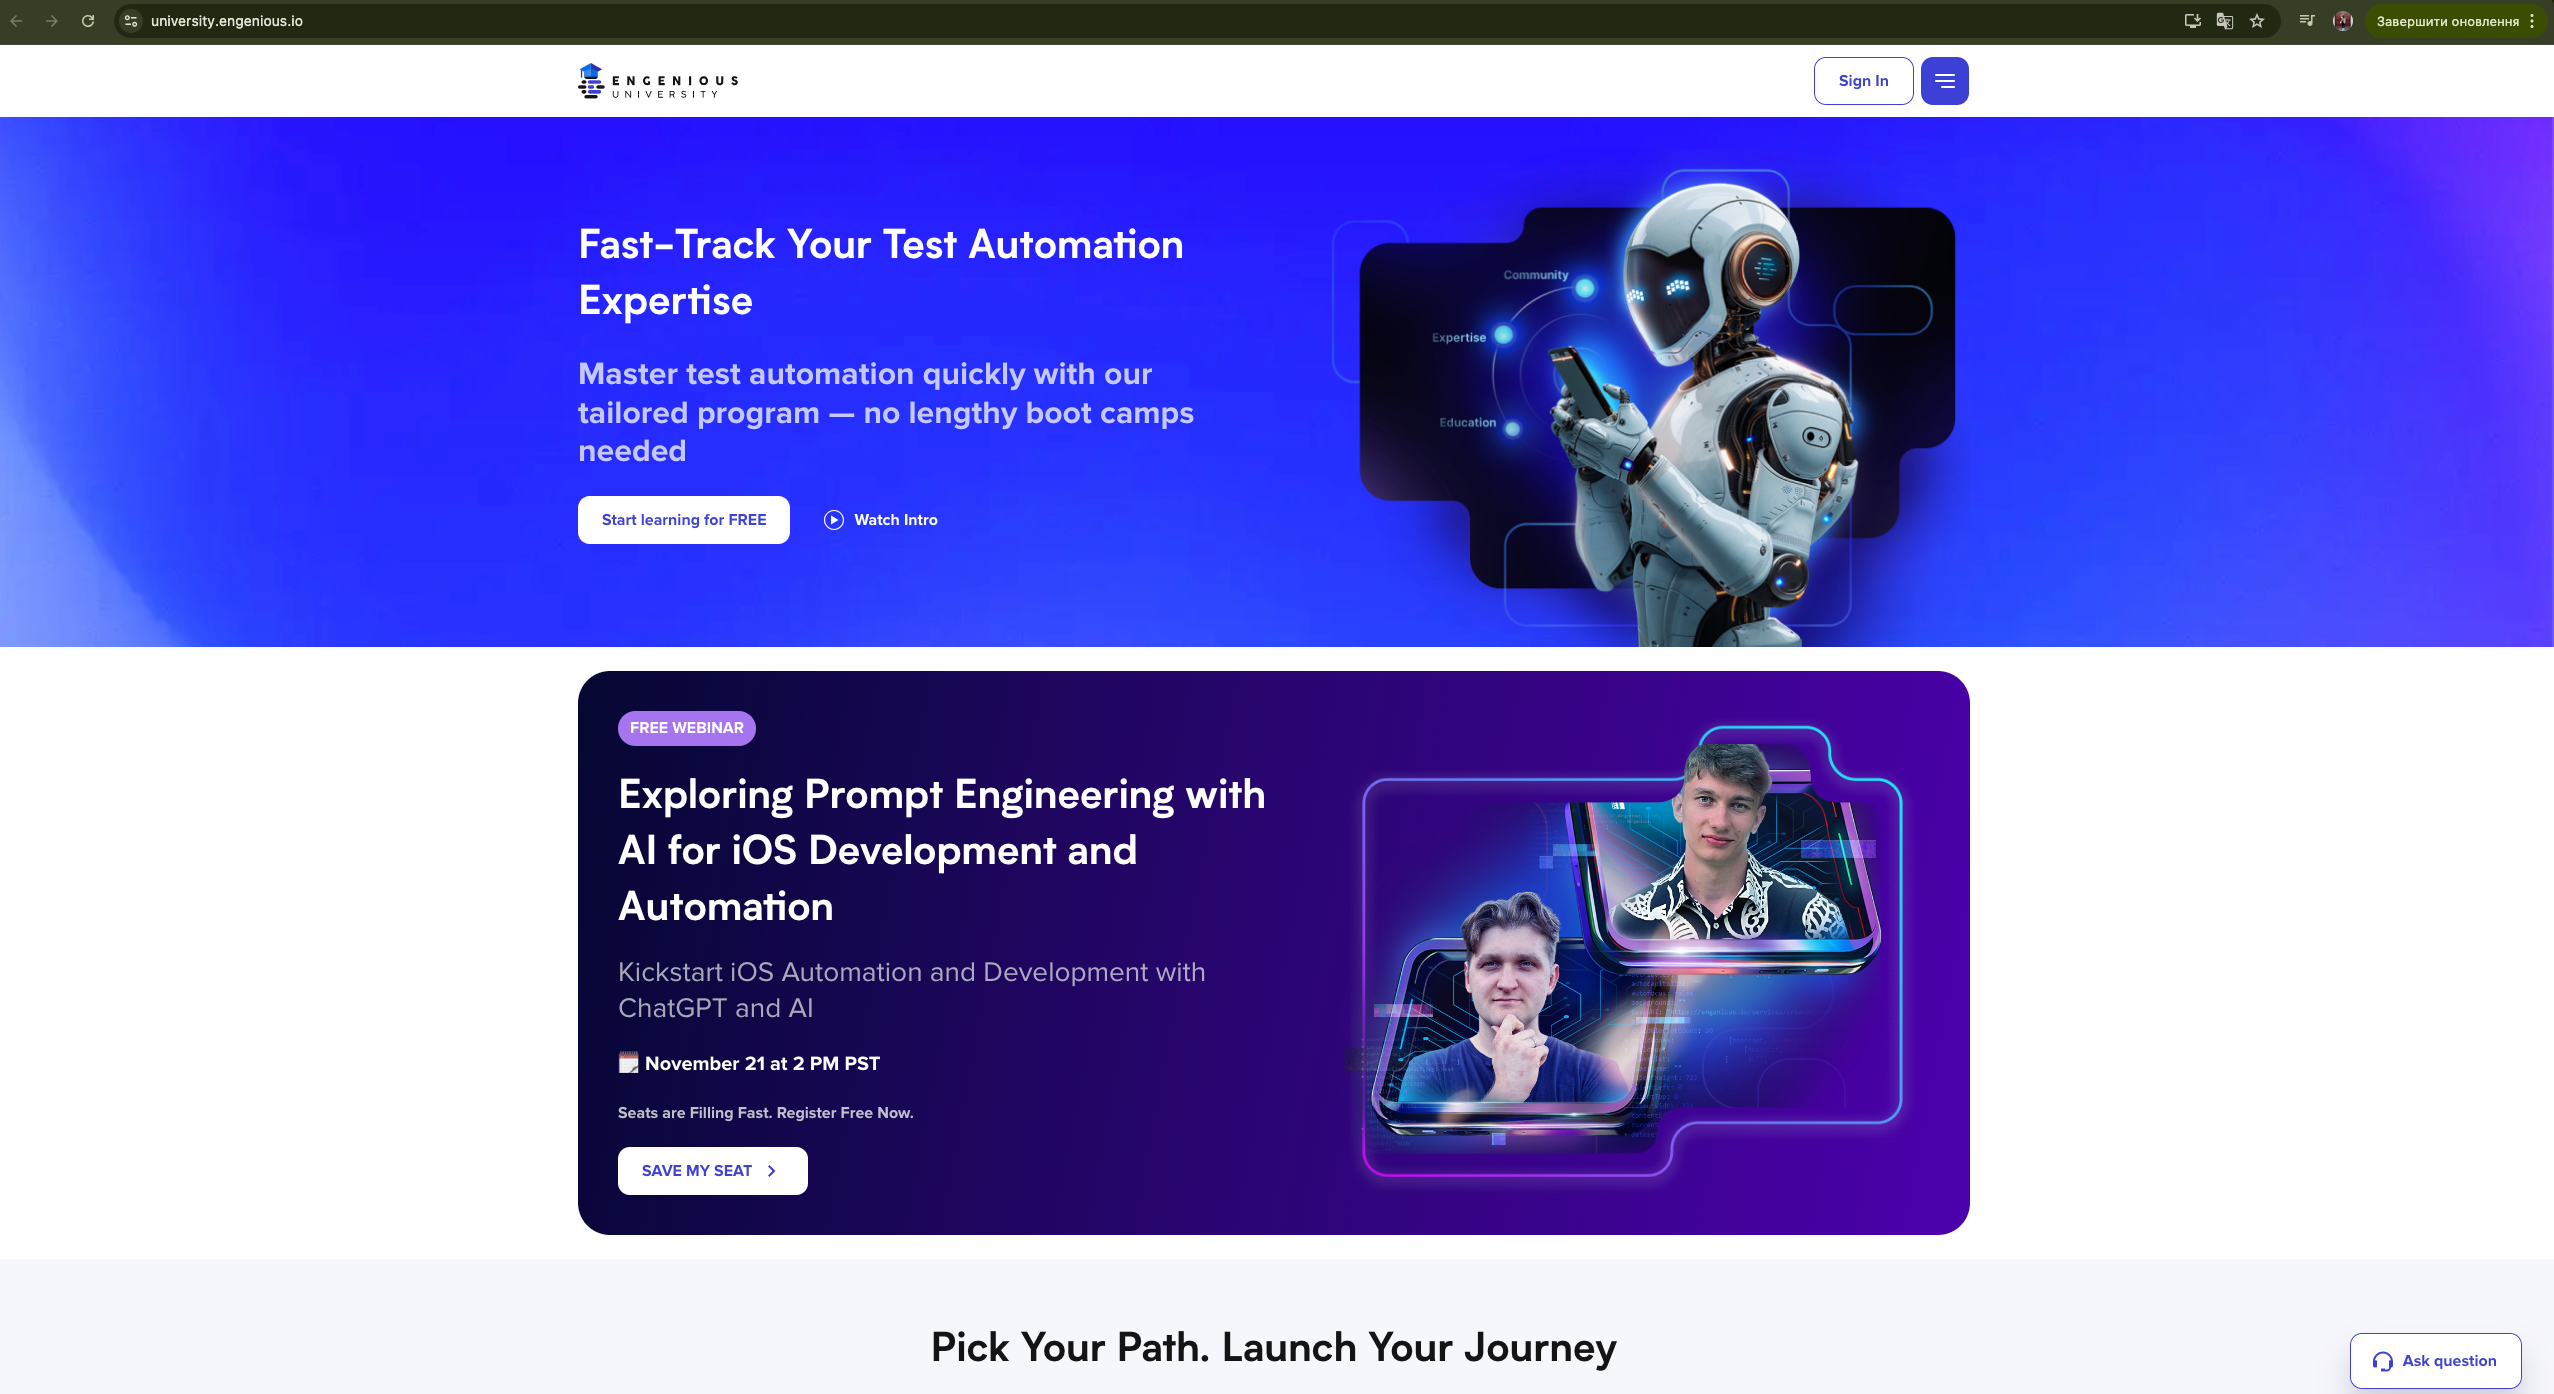 university.engenious.io
Завершити оновлення
ENGENIOUS
UNIVERSITY
Sign In
Fast-Track Your Test Automation
Expertise
Master test automation quickly with our
tailored program — no lengthy boot camps
needed
Start learning for FREE
Watch Intro
Community
Expertise
Education
FREE WEBINAR
Exploring Prompt Engineering with
AI for iOS Development and
Automation
Kickstart iOS Automation and Development with
ChatGPT and AI
November 21 at 2 PM PST
Seats are Filling Fast. Register Free Now.
SAVE MY SEAT
Pick Your Path. Launch Your Journey
Ask question